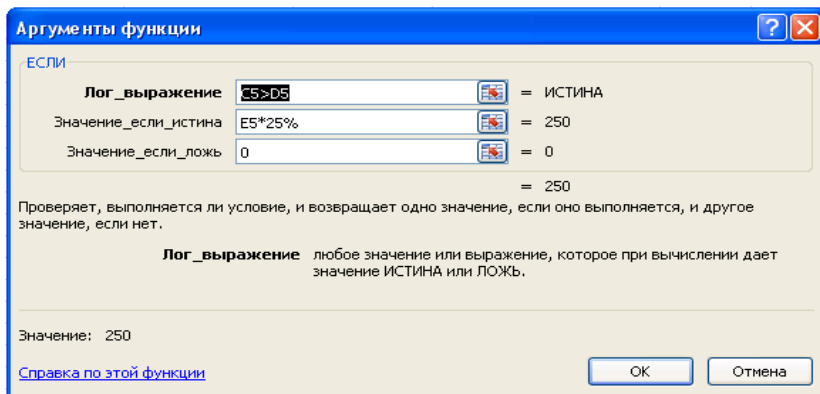 Аргументы функции
ЕСЛИ
Лог_выражение C5>D5 = ИСТИНА
Значение_если_истина E5*25% = 250
Значение_если_ложь 0 = 0
= 250
Проверяет, выполняется ли условие, и возвращает одно значение, если оно выполняется, и другое
значение, если нет.
Лог_выражение любое значение или выражение, которое при вычислении дает
значение ИСТИНА или ЛОЖЬ.
Значение: 250
Справка по этой функции
ОК
Отмена